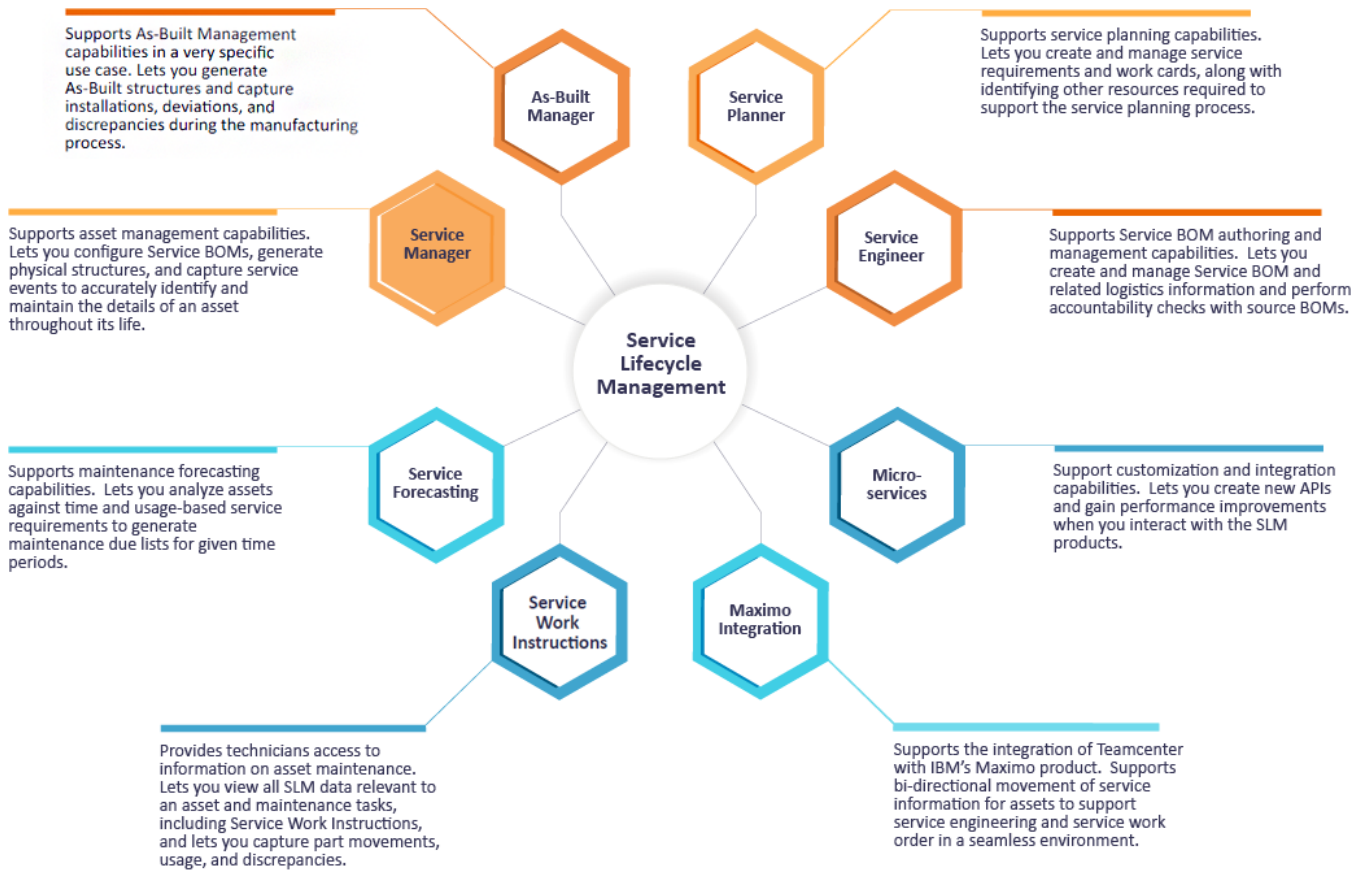 Supports As-Built Management
capabilities in a very specific
use case. Lets you generate
As-Built structures and capture
installations, deviations, and
discrepancies during the manufacturing
process.
As-Built
Manager
Service
Planner
Supports service planning capabilities.
Lets you create and manage service
requirements and work cards, along with
identifying other resources required to
support the service planning process.
Supports asset management capabilities.
Lets you configure Service BOMs, generate
physical structures, and capture service
events to accurately identify and
maintain the details of an asset
throughout its life.
Service
Manager
Service
Engineer
Supports Service BOM authoring and
management capabilities. Lets you
create and manage Service BOM and
related logistics information and perform
accountability checks with source BOMs.
Service
Lifecycle
Management
Supports maintenance forecasting
capabilities. Lets you analyze assets
against time and usage-based service
requirements to generate
maintenance due lists for given time
periods.
Service
Forecasting
Micro-
services
Support customization and integration
capabilities. Lets you create new APIs
and gain performance improvements
when you interact with the SLM
products.
Service
Work
Instructions
Maximo
Integration
Provides technicians access to
information on asset maintenance.
Lets you view all SLM data relevant to
an asset and maintenance tasks,
including Service Work Instructions,
and lets you capture part movements,
usage, and discrepancies.
Supports the integration of Teamcenter
with IBM's Maximo product. Supports
bi-directional movement of service
information for assets to support
service engineering and service work
order in a seamless environment.